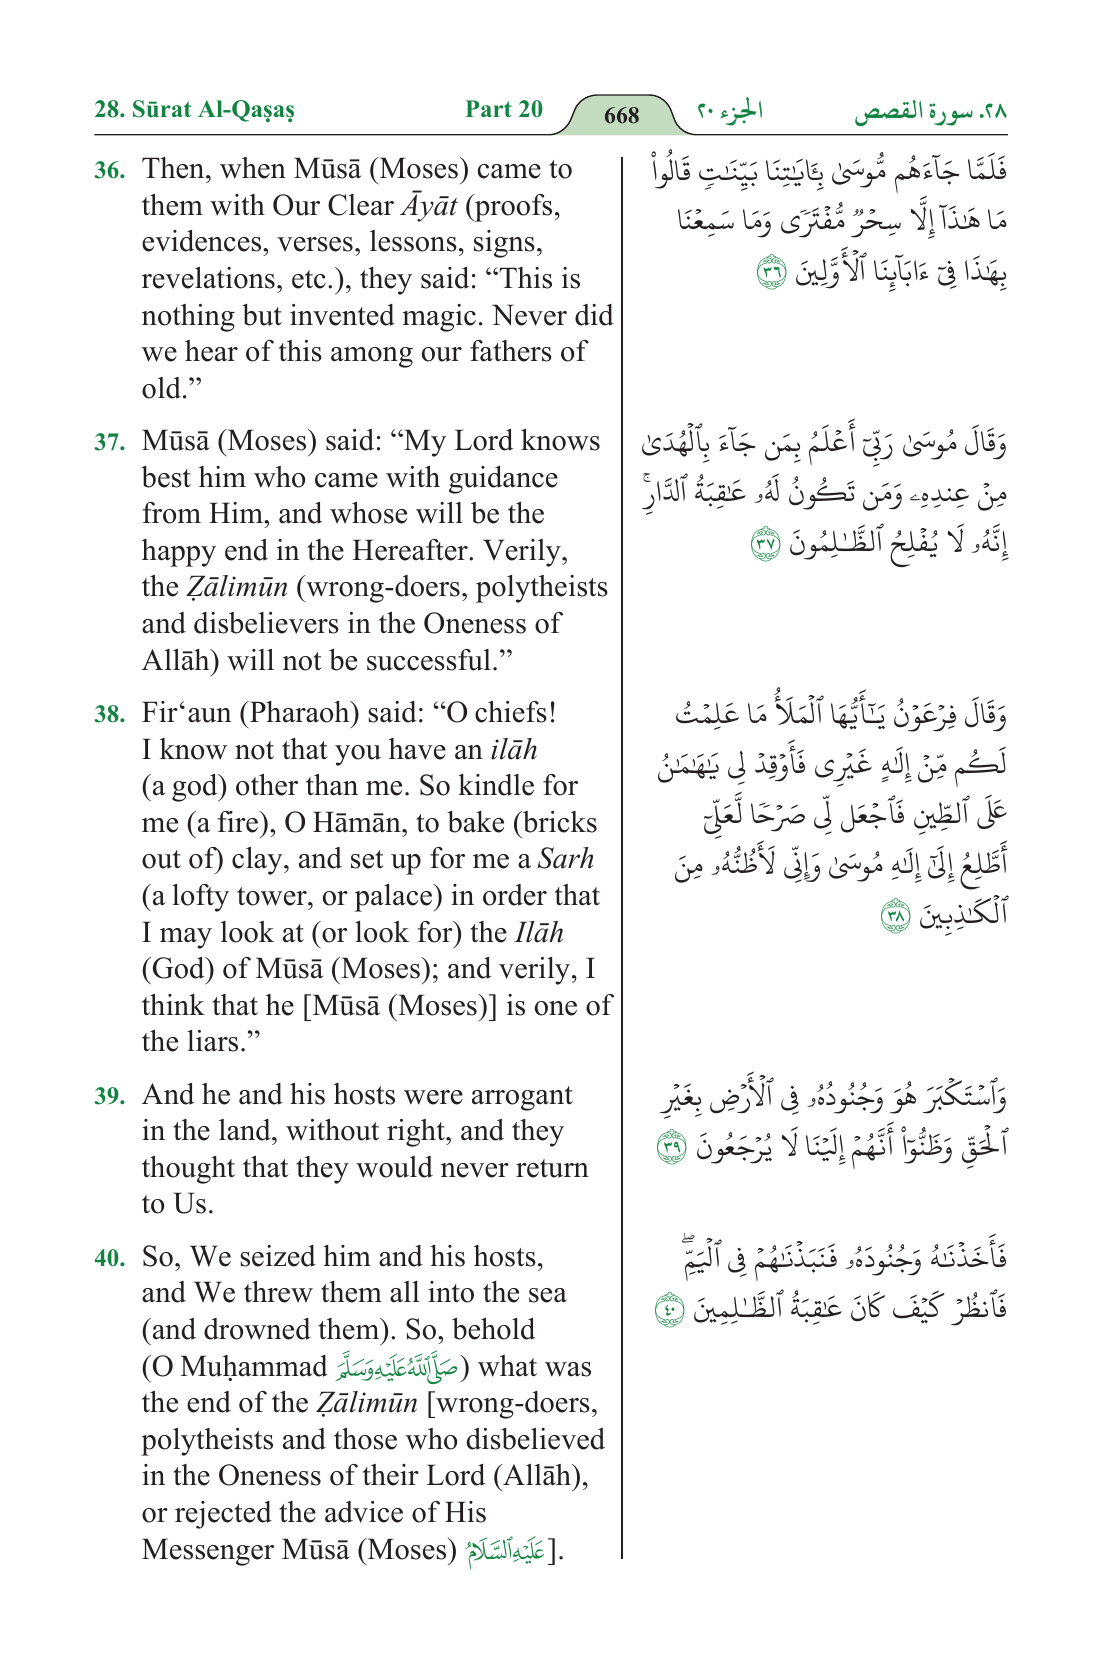 28. Sūrat Al-Qaṣaṣ Part 20 668 الجزء ٢٠ ٢٨. سورة القصص
36. Then, when Mūsā (Moses) came to
them with Our Clear Āyāt (proofs,
evidences, verses, lessons, signs,
revelations, etc.), they said: “This is
nothing but invented magic. Never did
we hear of this among our fathers of
old.”
فَلَمَّا جَآءَهُم مُّوسَىٰ بِـَٔايَـٰتِنَا بَيِّنَـٰتٍ قَالُوا۟
مَا هَـٰذَآ إِلَّا سِحْرٌ مُّفْتَرًى وَمَا سَمِعْنَا
بِهَـٰذَا فِىٓ ءَابَآئِنَا ٱلْأَوَّلِينَ ٣٦
37. Mūsā (Moses) said: “My Lord knows
best him who came with guidance
from Him, and whose will be the
happy end in the Hereafter. Verily,
the Ẓālimūn (wrong-doers, polytheists
and disbelievers in the Oneness of
Allāh) will not be successful.”
وَقَالَ مُوسَىٰ رَبِّىٓ أَعْلَمُ بِمَن جَآءَ بِٱلْهُدَىٰ
مِنْ عِندِهِۦ وَمَن تَكُونُ لَهُۥ عَـٰقِبَةُ ٱلدَّارِ ۚ
إِنَّهُۥ لَا يُفْلِحُ ٱلظَّـٰلِمُونَ ٣٧
38. Fir‘aun (Pharaoh) said: “O chiefs!
I know not that you have an ilāh
(a god) other than me. So kindle for
me (a fire), O Hāmān, to bake (bricks
out of) clay, and set up for me a Sarh
(a lofty tower, or palace) in order that
I may look at (or look for) the Ilāh
(God) of Mūsā (Moses); and verily, I
think that he [Mūsā (Moses)] is one of
the liars.”
وَقَالَ فِرْعَوْنُ يَـٰٓأَيُّهَا ٱلْمَلَأُ مَا عَلِمْتُ
لَكُم مِّنْ إِلَـٰهٍ غَيْرِى فَأَوْقِدْ لِى يَـٰهَـٰمَـٰنُ
عَلَى ٱلطِّينِ فَٱجْعَل لِّى صَرْحًا لَّعَلِّىٓ
أَطَّلِعُ إِلَىٰٓ إِلَـٰهِ مُوسَىٰ وَإِنِّى لَأَظُنُّهُۥ مِنَ
ٱلْكَـٰذِبِينَ ٣٨
39. And he and his hosts were arrogant
in the land, without right, and they
thought that they would never return
to Us.
وَٱسْتَكْبَرَ هُوَ وَجُنُودُهُۥ فِى ٱلْأَرْضِ بِغَيْرِ
ٱلْحَقِّ وَظَنُّوٓا۟ أَنَّهُمْ إِلَيْنَا لَا يُرْجَعُونَ ٣٩
40. So, We seized him and his hosts,
and We threw them all into the sea
(and drowned them). So, behold
(O Muḥammad صَلَّى ٱللَّهُ عَلَيْهِ وَسَلَّمَ) what was
the end of the Ẓālimūn [wrong-doers,
polytheists and those who disbelieved
in the Oneness of their Lord (Allāh),
or rejected the advice of His
Messenger Mūsā (Moses) عَلَيْهِ ٱلسَّلَامُ].
فَأَخَذْنَـٰهُ وَجُنُودَهُۥ فَنَبَذْنَـٰهُمْ فِى ٱلْيَمِّ ۖ
فَٱنظُرْ كَيْفَ كَانَ عَـٰقِبَةُ ٱلظَّـٰلِمِينَ ٤٠